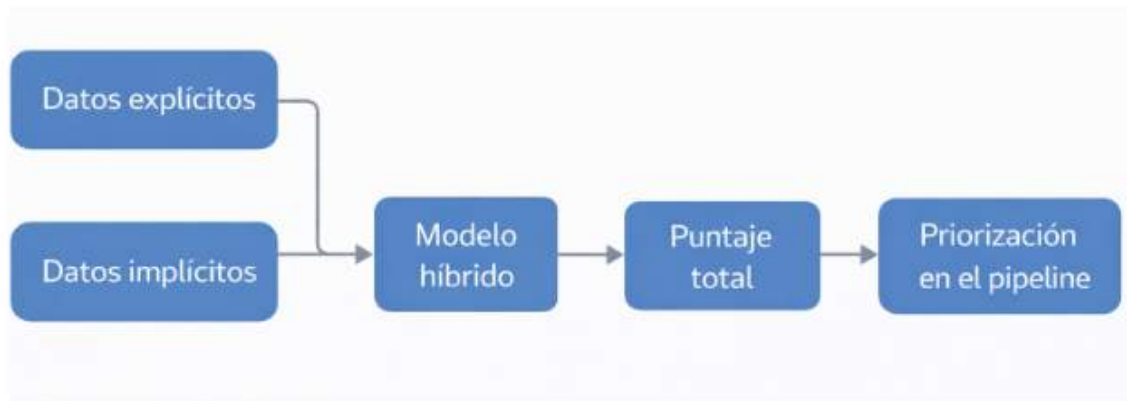 Datos explícitos
Datos implícitos
Modelo
híbrido
Puntaje
total
Priorización
en el pipeline